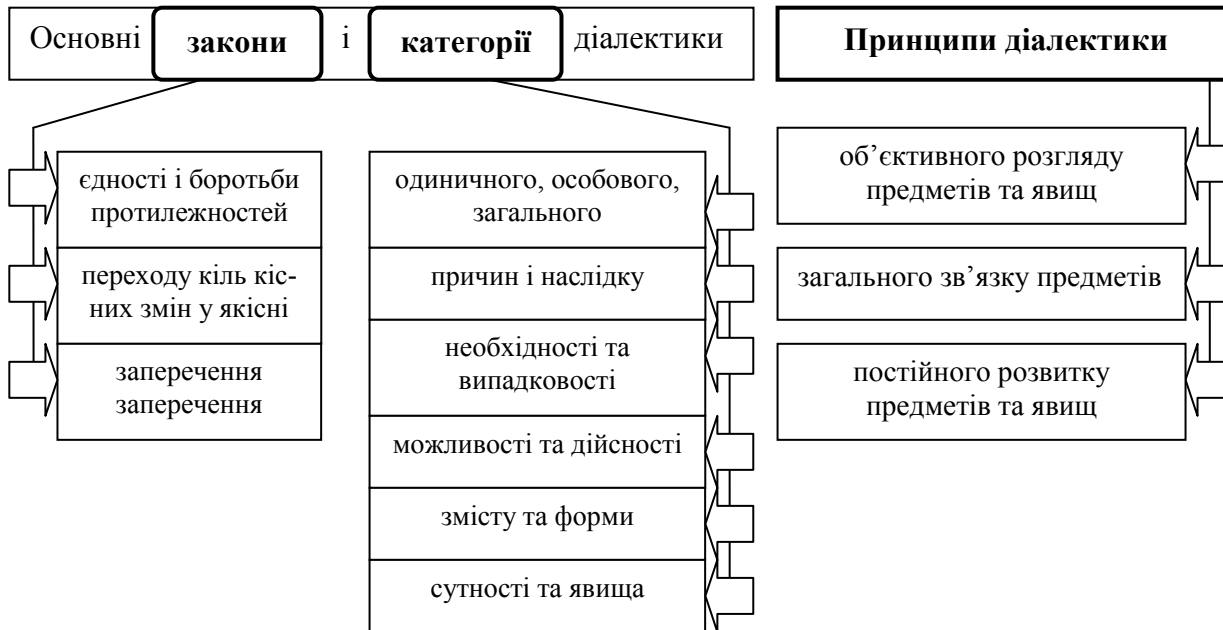 Основні закони і категорії діалектики
єдності і боротьби
протилежностей
переходу кіль кіс-
них змін у якісні
заперечення
заперечення
одиничного, особового,
загального
причин і наслідку
необхідності та
випадковості
можливості та дійсності
змісту та форми
сутності та явища
Принципи діалектики
об’єктивного розгляду
предметів та явищ
загального зв’язку предметів
постійного розвитку
предметів та явищ